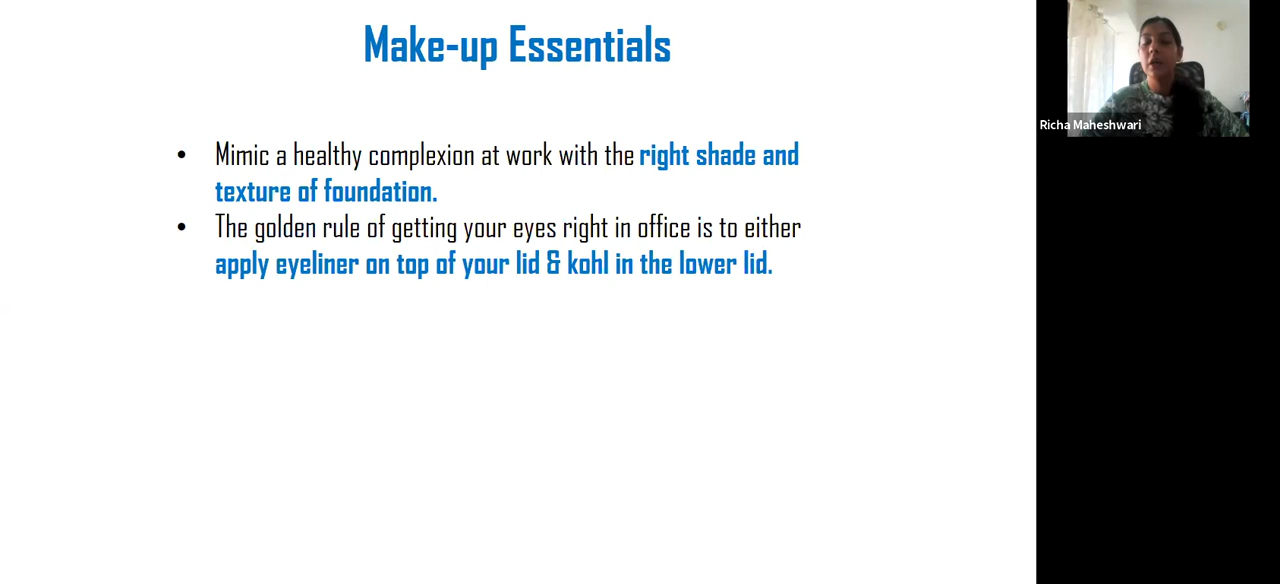 Make-up Essentials
• Mimic a healthy complexion at work with the right shade and
texture of foundation.
• The golden rule of getting your eyes right in office is to either
apply eyeliner on top of your lid & kohl in the lower lid.
Richa Maheshwari